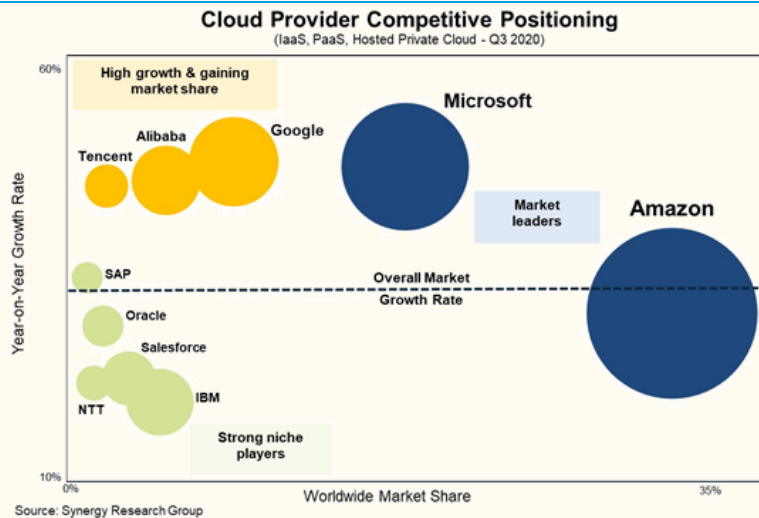 Cloud Provider Competitive Positioning
(IaaS, PaaS, Hosted Private Cloud - Q3 2020)
60%
High growth & gaining
market share
Microsoft
Google
Alibaba
Tencent
Market
leaders
Amazon
Year-on-Year Growth Rate
SAP
Overall Market
Growth Rate
Oracle
Salesforce
NTT
IBM
Strong niche
players
10%
0%
Worldwide Market Share
35%
Source: Synergy Research Group